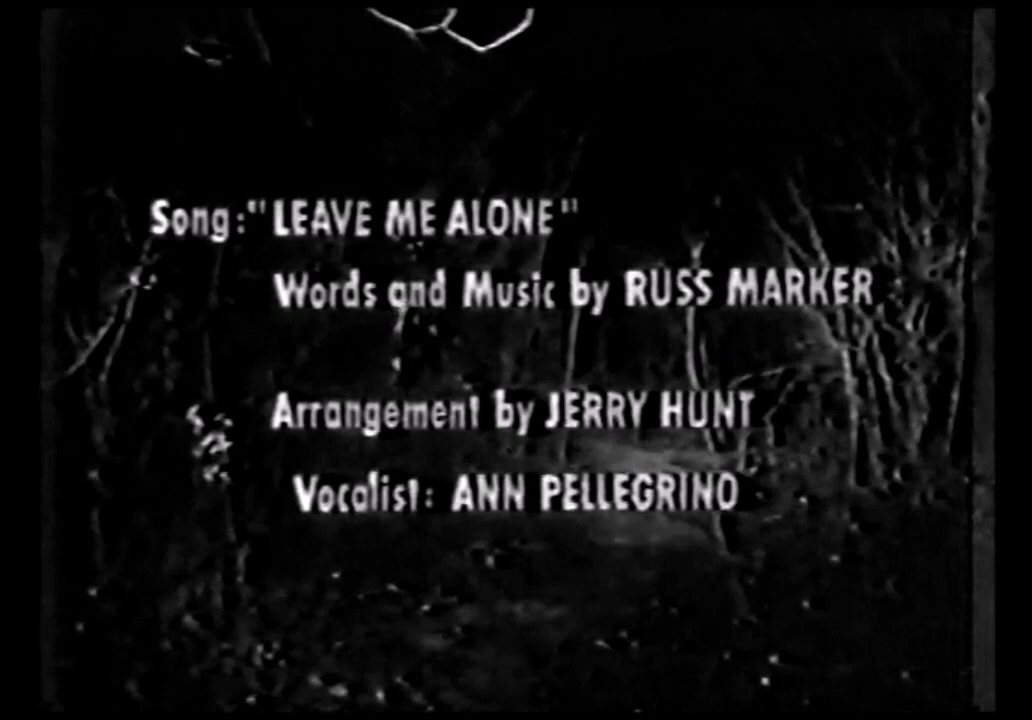 Song: "LEAVE ME ALONE"
Words and Music by RUSS MARKER
Arrangement by JERRY HUNT
Vocalist: ANN PELLEGRINO